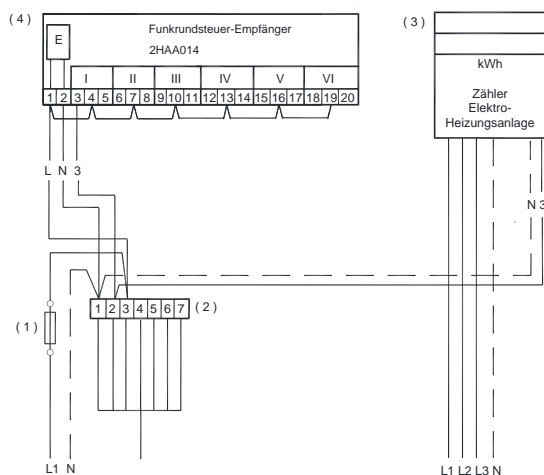 ( 4 )
Funkrundsteuer-Empfänger
2HAA014
E
I II III IV V VI
1 2 3 4 5 6 7 8 9 10 11 12 13 14 15 16 17 18 19 20
( 3 )
kWh
Zähler
Elektro-
Heizungsanlage
L N 3
N 3
( 1 )
1 2 3 4 5 6 7
( 2 )
L1 N
L1 L2 L3 N